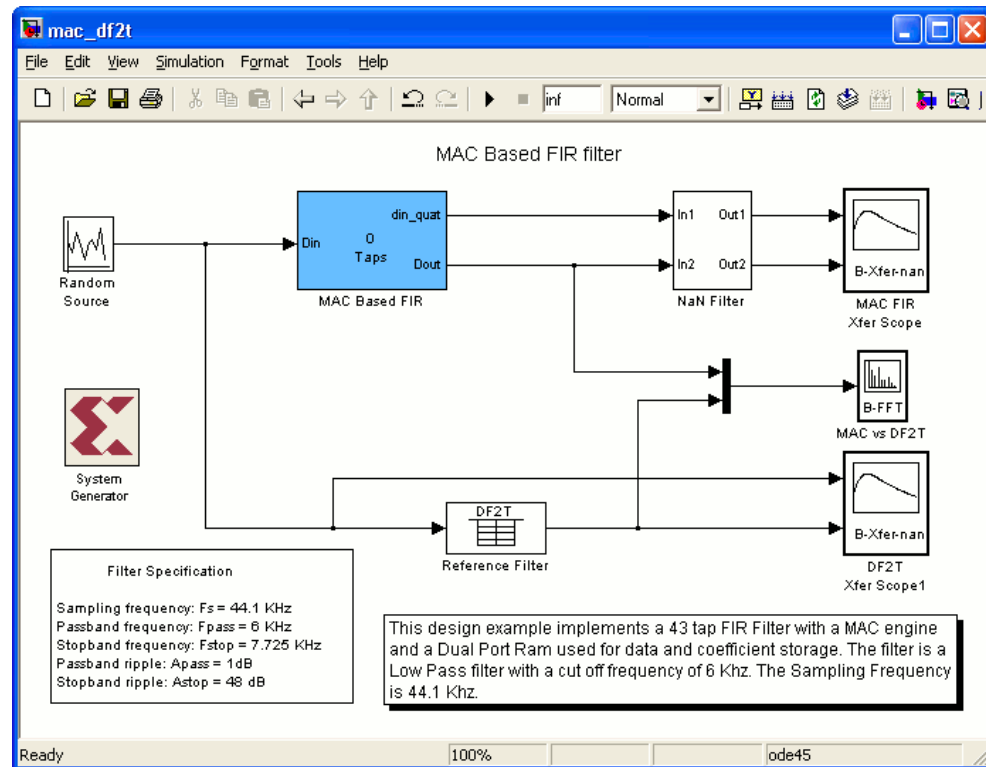 mac_df2t
File Edit View Simulation Format Tools Help
inf Normal
MAC Based FIR filter
din_quat
Din
0
Taps
Dout
MAC Based FIR
In1 Out1
In2 Out2
NaN Filter
B-Xfer-nan
MAC FIR
Xfer Scope
Random
Source
B-FFT
MAC vs DF2T
System
Generator
DF2T
Reference Filter
B-Xfer-nan
DF2T
Xfer Scope1
Filter Specification
Sampling frequency: Fs = 44.1 KHz
Passband frequency: Fpass = 6 KHz
Stopband frequency: Fstop = 7.725 KHz
Passband ripple: Apass = 1dB
Stopband ripple: Astop = 48 dB
This design example implements a 43 tap FIR Filter with a MAC engine
and a Dual Port Ram used for data and coefficient storage. The filter is a
Low Pass filter with a cut off frequency of 6 Khz. The Sampling Frequency
is 44.1 Khz.
Ready 100% ode45